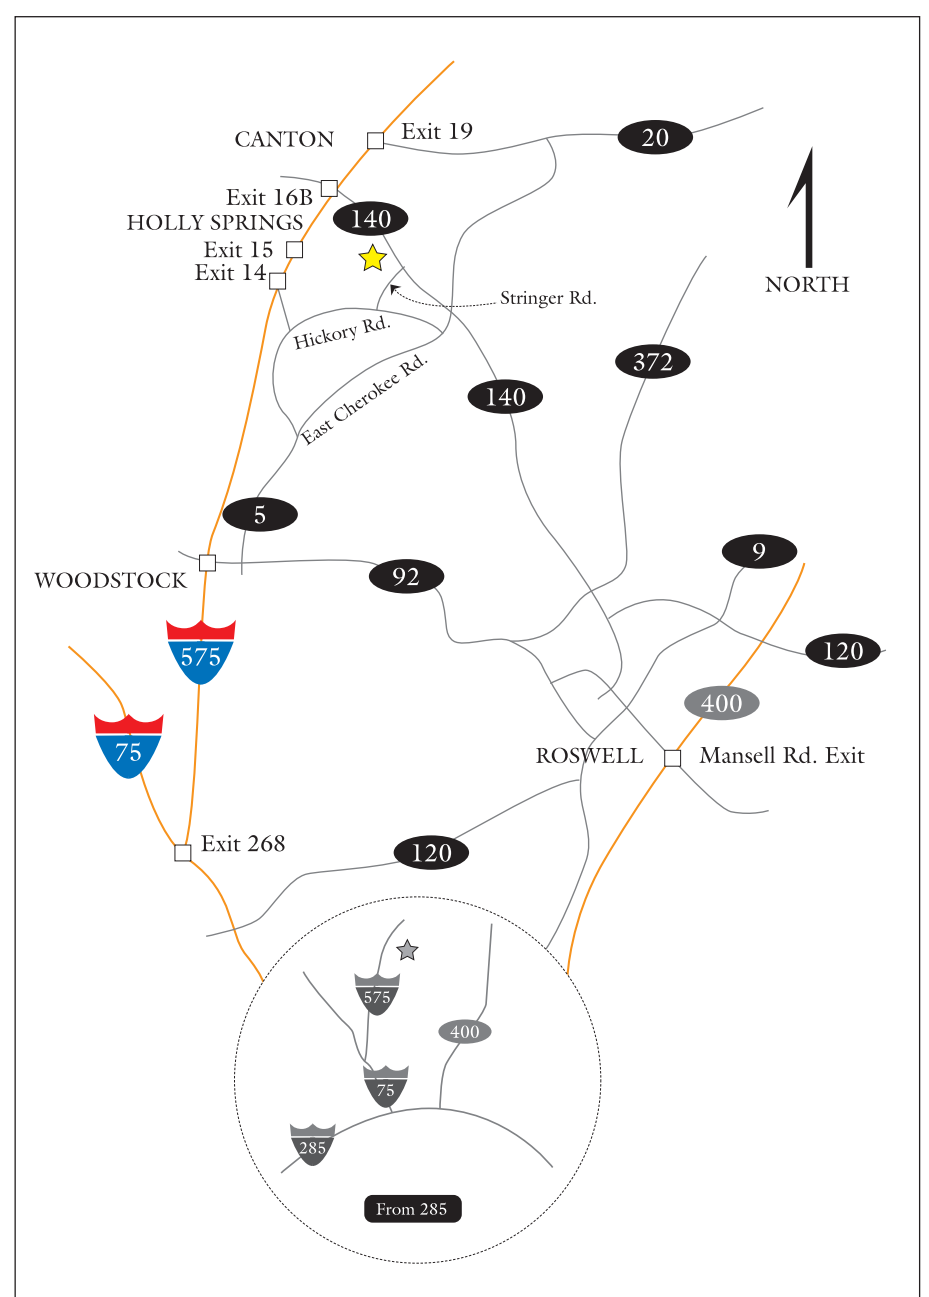 CANTON
Exit 19
20
Exit 16B
140
HOLLY SPRINGS
Exit 15
Exit 14
NORTH
Stringer Rd.
Hickory Rd.
372
East Cherokee Rd.
140
5
9
WOODSTOCK
92
575
120
400
75
ROSWELL
Mansell Rd. Exit
Exit 268
120
575
400
75
285
From 285